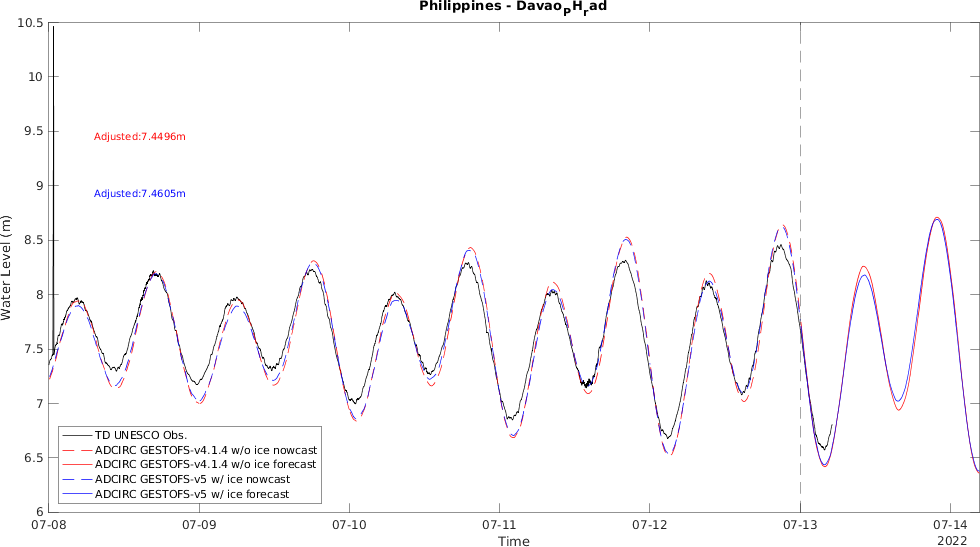 Philippines - DavaopHrad
10.5
10
9.5
9
8.5
8
7.5
7
6.5
6
Water Level (m)
Adjusted:7.4496m
Adjusted:7.4605m
TD UNESCO Obs.
ADCIRC GESTOFS-v4.1.4 w/o ice nowcast
ADCIRC GESTOFS-v4.1.4 w/o ice forecast
ADCIRC GESTOFS-v5 w/ ice nowcast
ADCIRC GESTOFS-v5 w/ ice forecast
07-08 07-09 07-10 07-11 07-12 07-13 07-14
Time
2022